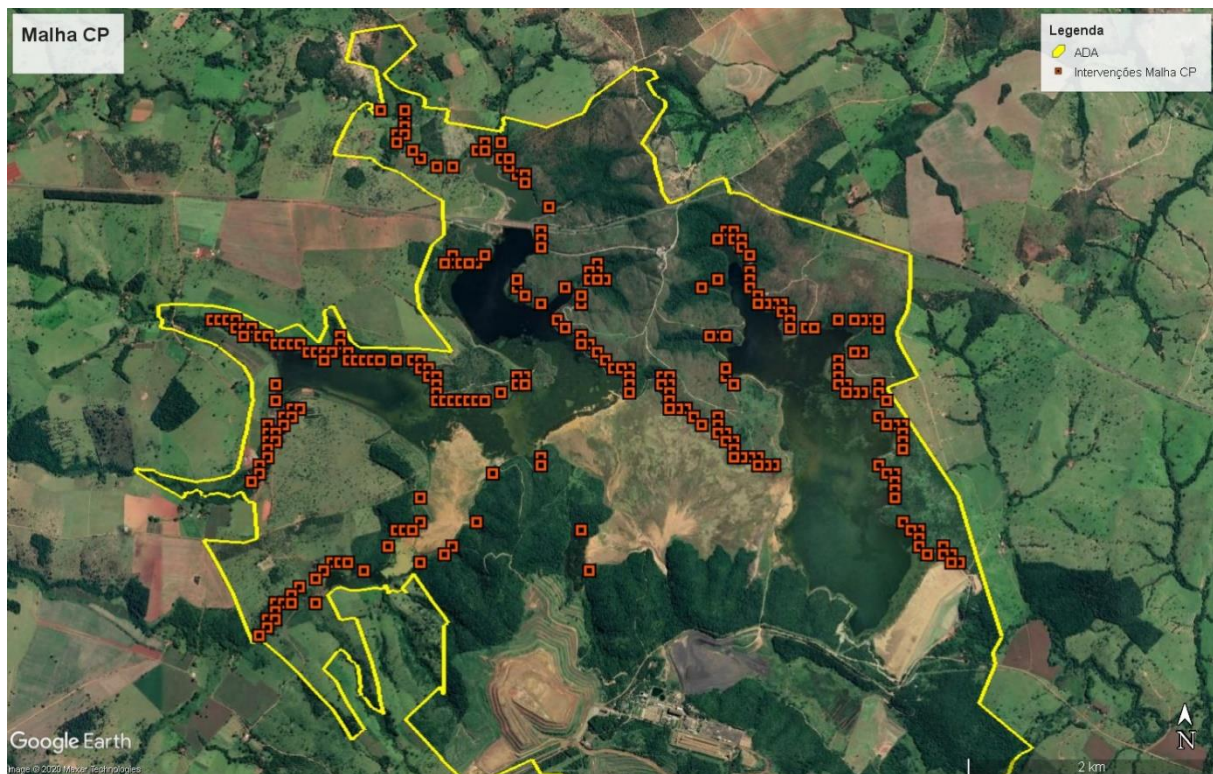 Malha CP
Legenda
ADA
Intervenções Malha CP
Google Earth
Image © 2020 Maxar Technologies
2 km
N